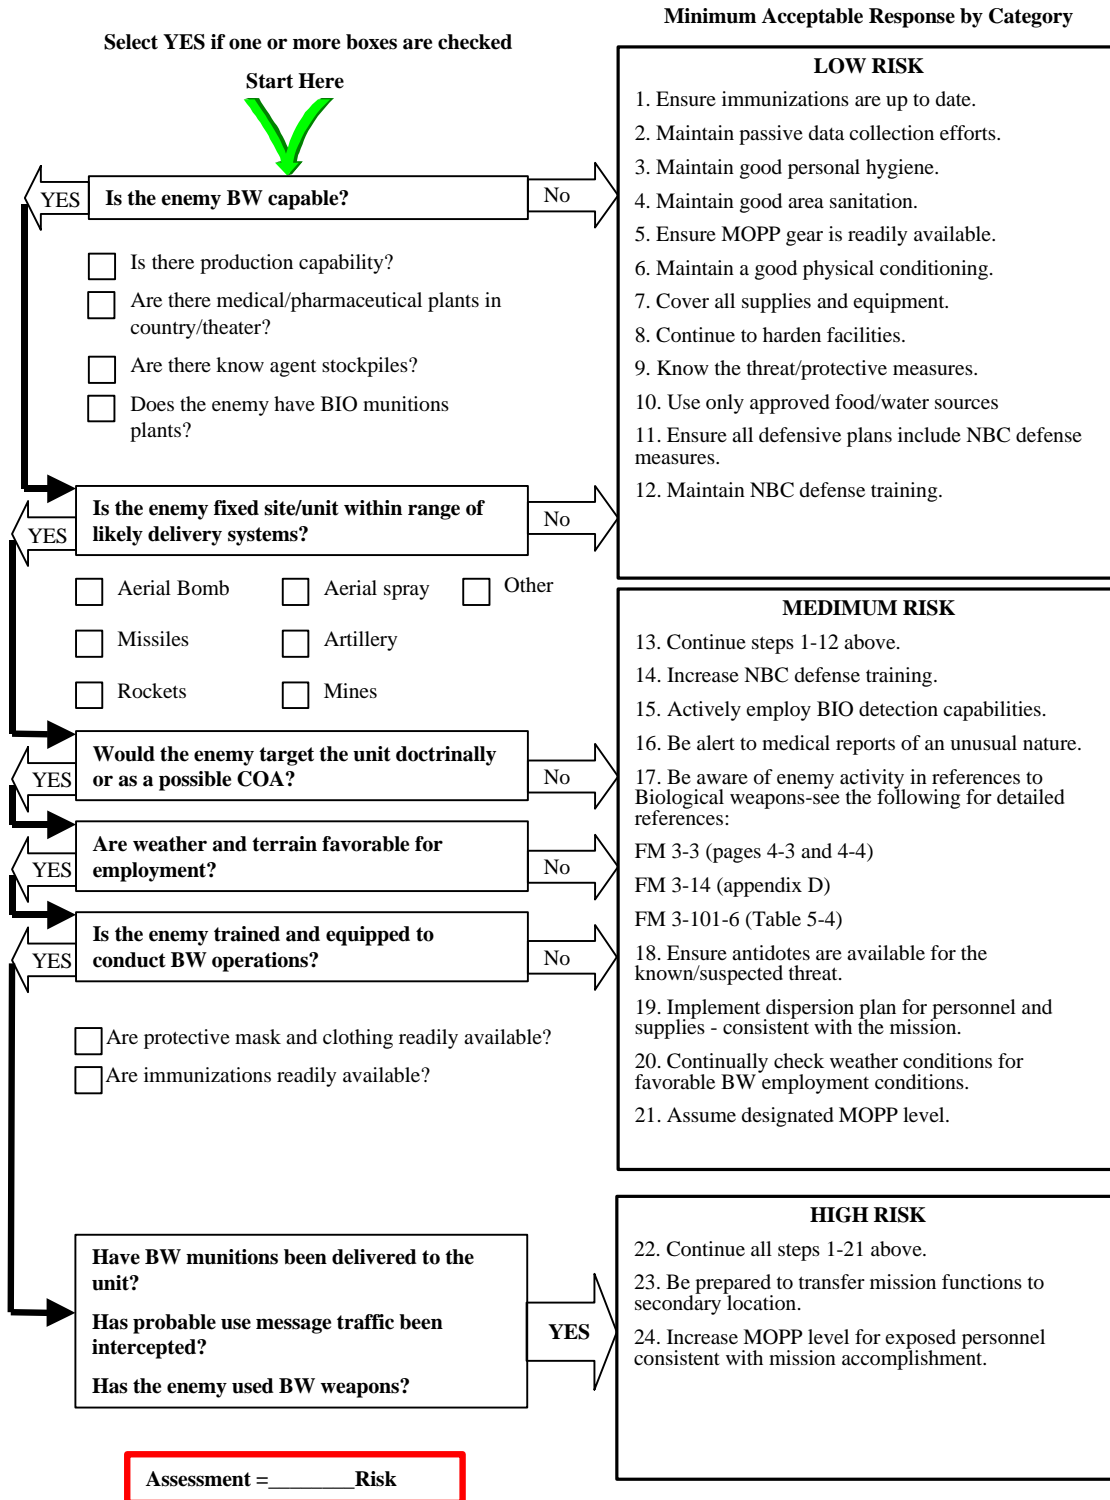 Minimum Acceptable Response by Category
Select YES if one or more boxes are checked
Start Here
YES
Is the enemy BW capable?
No
Is there production capability?
Are there medical/pharmaceutical plants in
country/theater?
Are there know agent stockpiles?
Does the enemy have BIO munitions
plants?
YES
Is the enemy fixed site/unit within range of
likely delivery systems?
No
Aerial Bomb
Aerial spray
Other
Missiles
Artillery
Rockets
Mines
YES
Would the enemy target the unit doctrinally
or as a possible COA?
No
YES
Are weather and terrain favorable for
employment?
No
YES
Is the enemy trained and equipped to
conduct BW operations?
No
Are protective mask and clothing readily available?
Are immunizations readily available?
Have BW munitions been delivered to the
unit?
Has probable use message traffic been
intercepted?
Has the enemy used BW weapons?
YES
Assessment =________Risk
LOW RISK
1. Ensure immunizations are up to date.
2. Maintain passive data collection efforts.
3. Maintain good personal hygiene.
4. Maintain good area sanitation.
5. Ensure MOPP gear is readily available.
6. Maintain a good physical conditioning.
7. Cover all supplies and equipment.
8. Continue to harden facilities.
9. Know the threat/protective measures.
10. Use only approved food/water sources
11. Ensure all defensive plans include NBC defense
measures.
12. Maintain NBC defense training.
MEDIMUM RISK
13. Continue steps 1-12 above.
14. Increase NBC defense training.
15. Actively employ BIO detection capabilities.
16. Be alert to medical reports of an unusual nature.
17. Be aware of enemy activity in references to
Biological weapons-see the following for detailed
references:
FM 3-3 (pages 4-3 and 4-4)
FM 3-14 (appendix D)
FM 3-101-6 (Table 5-4)
18. Ensure antidotes are available for the
known/suspected threat.
19. Implement dispersion plan for personnel and
supplies - consistent with the mission.
20. Continually check weather conditions for
favorable BW employment conditions.
21. Assume designated MOPP level.
HIGH RISK
22. Continue all steps 1-21 above.
23. Be prepared to transfer mission functions to
secondary location.
24. Increase MOPP level for exposed personnel
consistent with mission accomplishment.